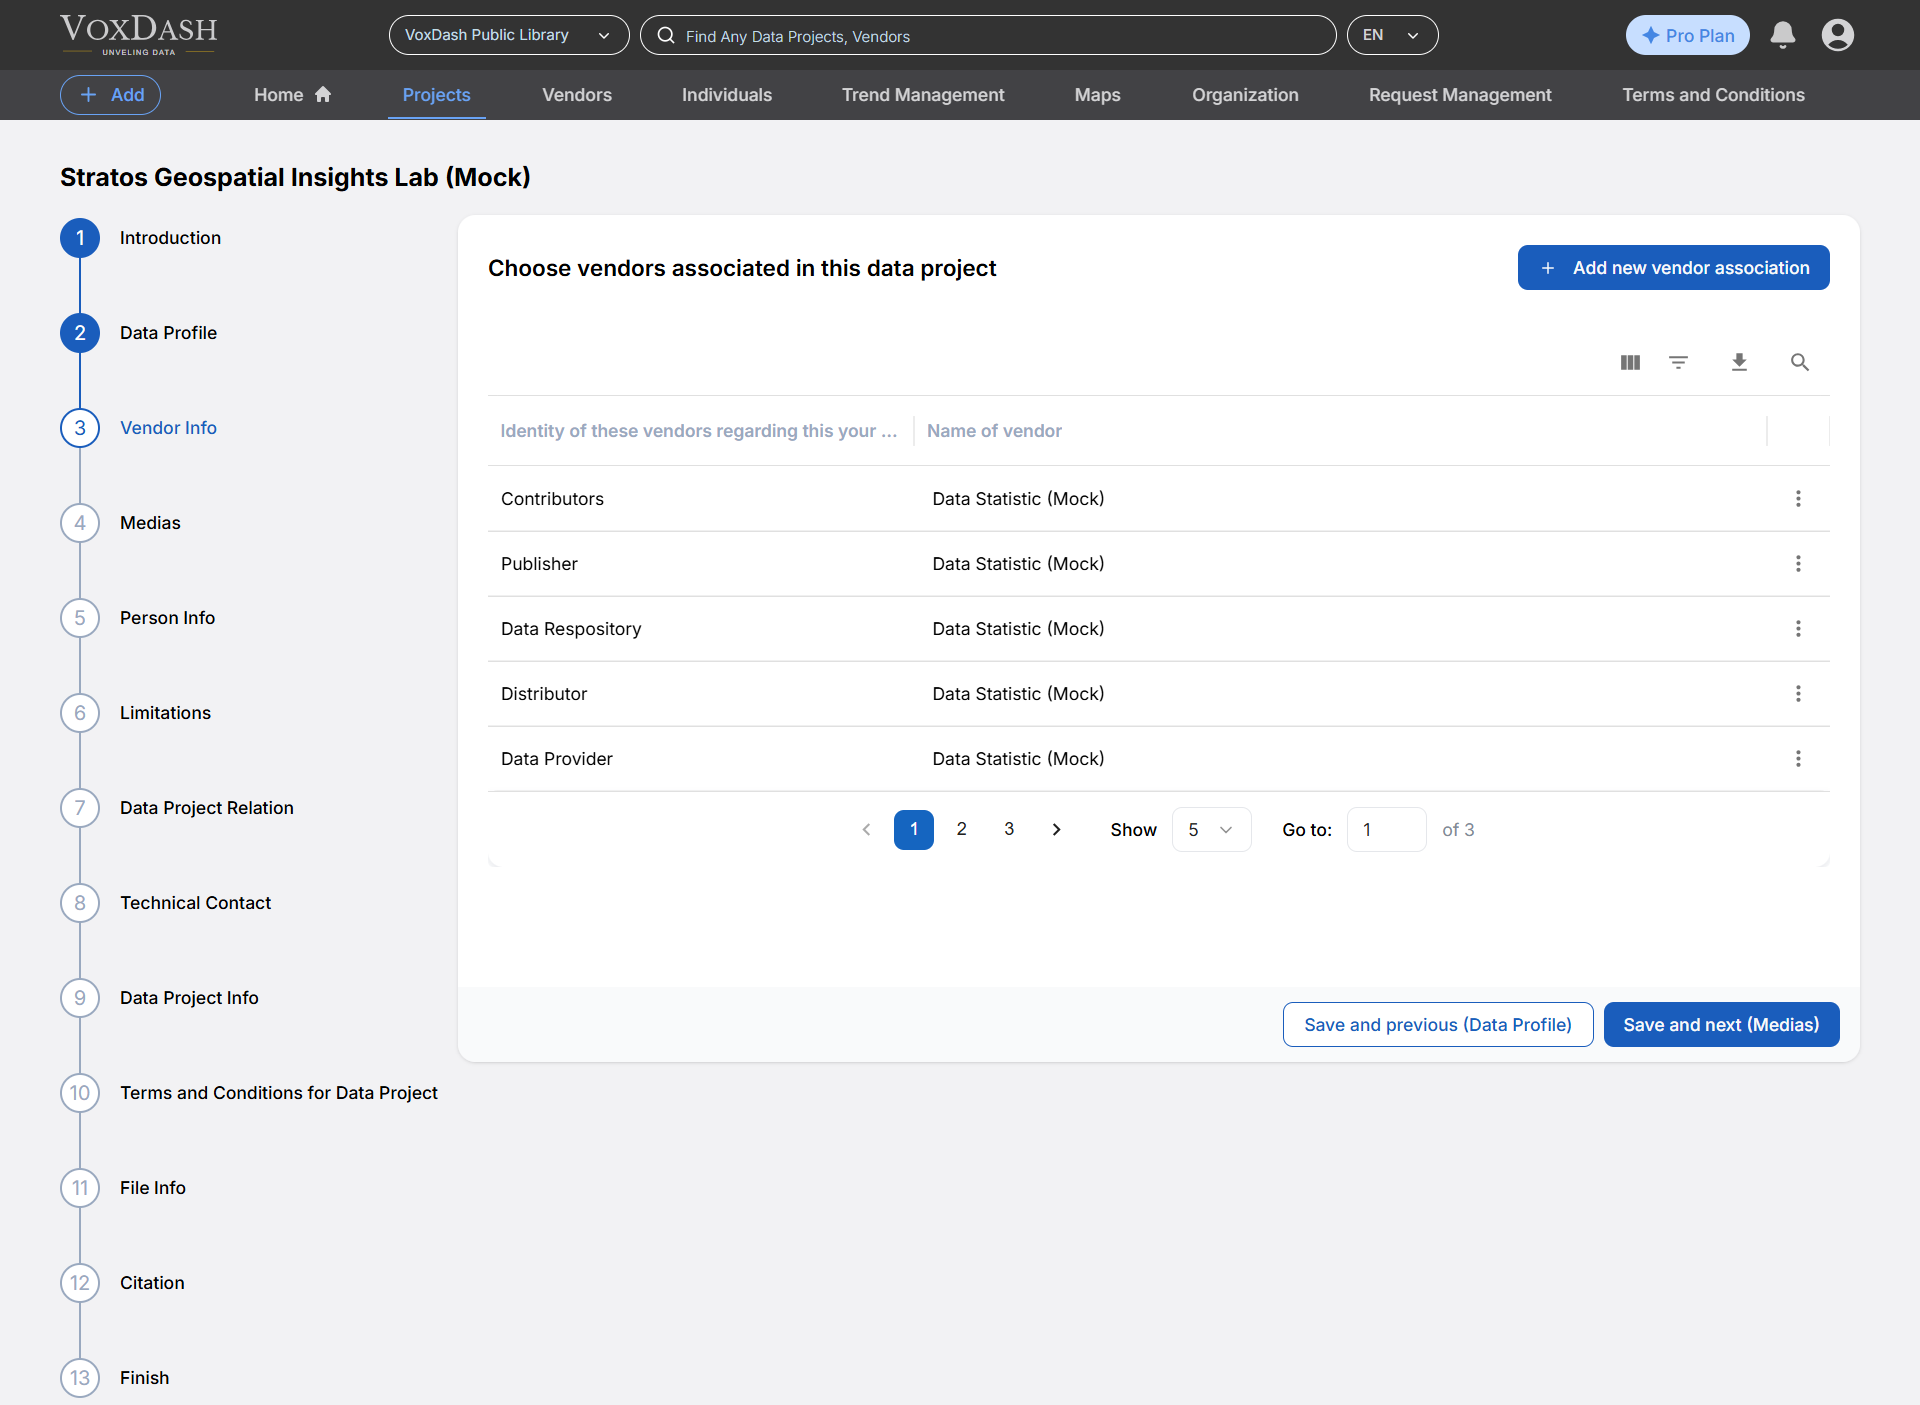 VOXDASH
UNVELING DATA
VoxDash Public Library
Find Any Data Projects, Vendors
EN
Pro Plan
Add
Home
Projects
Vendors
Individuals
Trend Management
Maps
Organization
Request Management
Terms and Conditions
Stratos Geospatial Insights Lab (Mock)
1 Introduction
2 Data Profile
3 Vendor Info
4 Medias
5 Person Info
6 Limitations
7 Data Project Relation
8 Technical Contact
9 Data Project Info
10 Terms and Conditions for Data Project
11 File Info
12 Citation
13 Finish
Choose vendors associated in this data project
Add new vendor association
Identity of these vendors regarding this your ... Name of vendor
Contributors Data Statistic (Mock)
Publisher Data Statistic (Mock)
Data Respository Data Statistic (Mock)
Distributor Data Statistic (Mock)
Data Provider Data Statistic (Mock)
1 2 3 Show 5 Go to: 1 of 3
Save and previous (Data Profile)
Save and next (Medias)